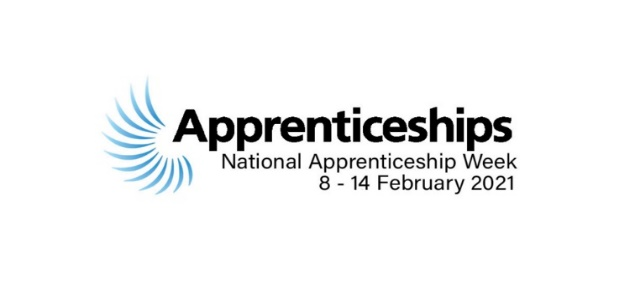 Apprenticeships
National Apprenticeship Week
8 - 14 February 2021